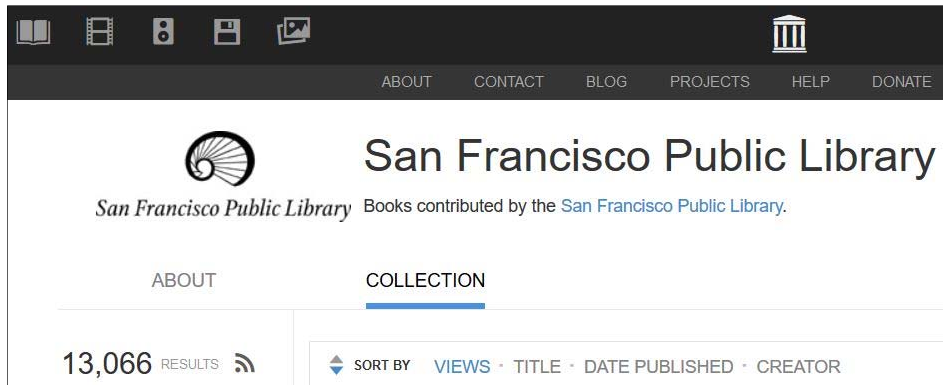 ABOUT CONTACT BLOG PROJECTS HELP DONATE
San Francisco Public Library
San Francisco Public Library
Books contributed by the San Francisco Public Library.
ABOUT COLLECTION
13,066 RESULTS
SORT BY VIEWS · TITLE · DATE PUBLISHED · CREATOR